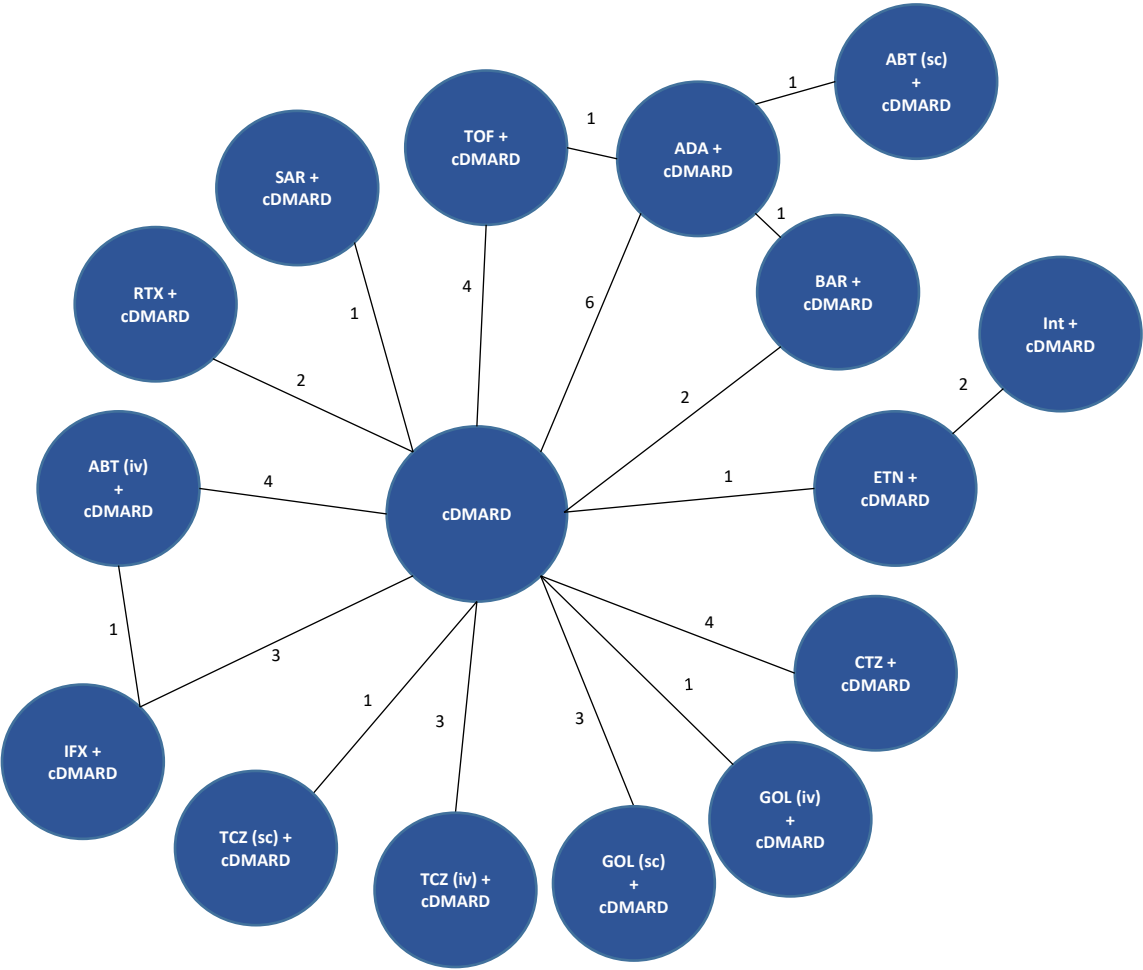 ABT (sc)
+
cDMARD
1
TOF +
cDMARD
1
ADA +
cDMARD
SAR +
cDMARD
1
BAR +
cDMARD
RTX +
cDMARD
4
6
1
Int +
cDMARD
2
2
2
ABT (iv)
+
cDMARD
4
cDMARD
1
ETN +
cDMARD
1
3
4
CTZ +
cDMARD
1
1
3
3
IFX +
cDMARD
GOL (iv)
+
cDMARD
TCZ (sc) +
cDMARD
TCZ (iv) +
cDMARD
GOL (sc)
+
cDMARD